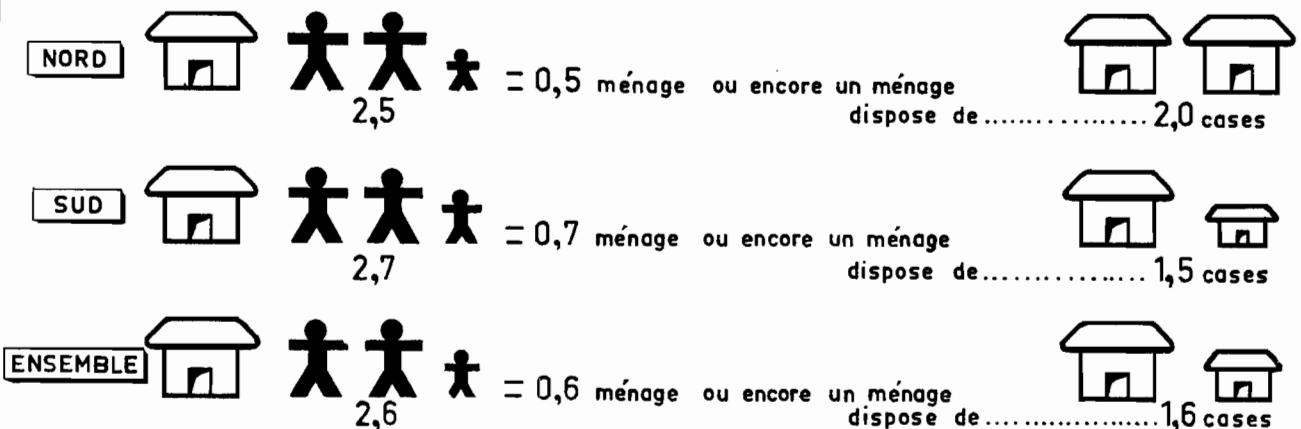 NORD
= 0,5 ménage ou encore un ménage
2,5
dispose de .................. 2,0 cases
SUD
= 0,7 ménage ou encore un ménage
2,7
dispose de .................. 1,5 cases
ENSEMBLE
= 0,6 ménage ou encore un ménage
2,6
dispose de .................. 1,6 cases